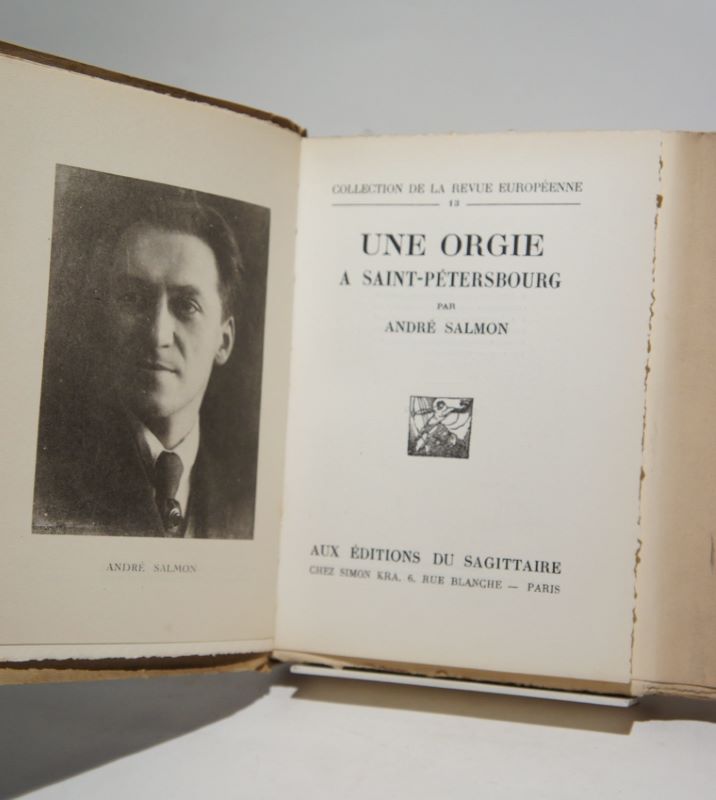 ANDRÉ SALMON
COLLECTION DE LA REVUE EUROPÉENNE
13
UNE ORGIE
A SAINT-PÉTERSBOURG
PAR
ANDRÉ SALMON
AUX ÉDITIONS DU SAGITTAIRE
CHEZ SIMON KRA, 6, RUE BLANCHE — PARIS